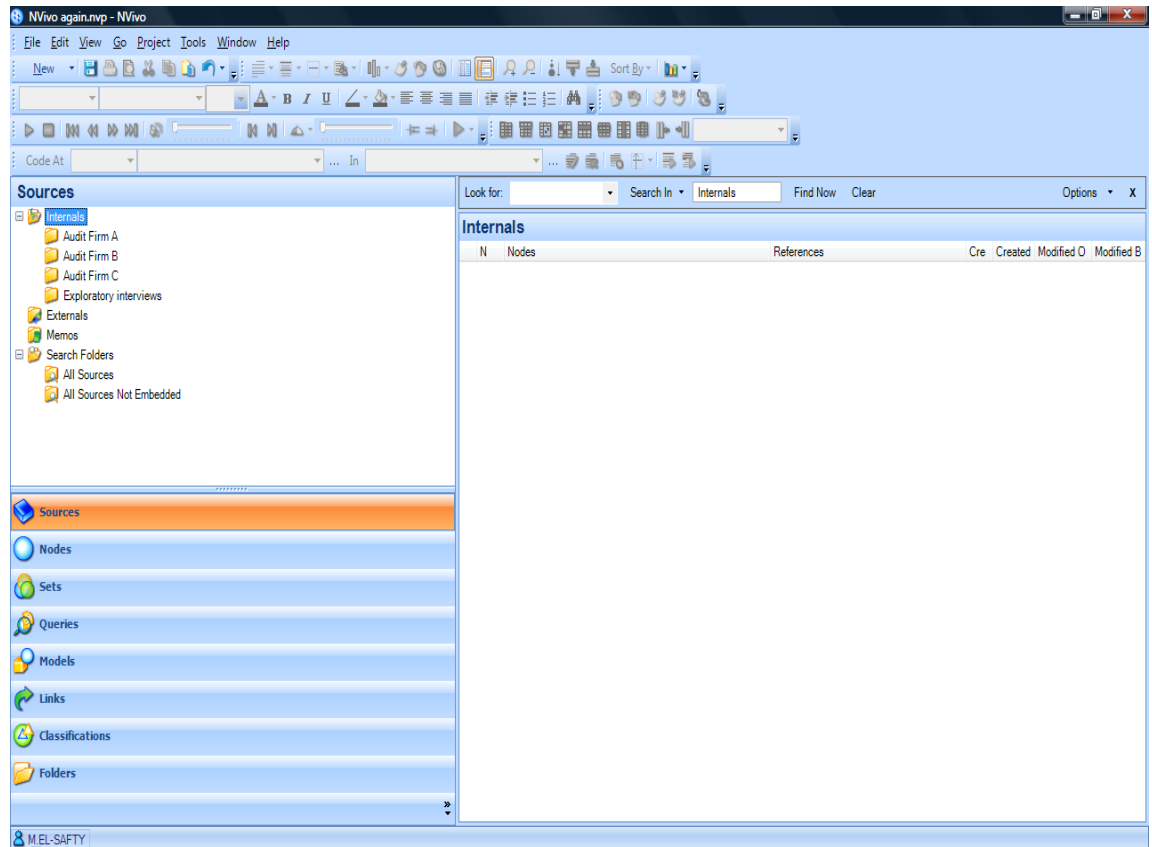 NVivo again.nvp - NVivo
File Edit View Go Project Tools Window Help
New Sort By
A B I U A
Code At ... In ...
Sources
Look for: Search In Internals Find Now Clear Options X
Internals
Audit Firm A
Audit Firm B
Audit Firm C
Exploratory interviews
Externals
Memos
Search Folders
All Sources
All Sources Not Embedded
Internals
N Nodes References Cre Created Modified O Modified B
Sources
Nodes
Sets
Queries
Models
Links
Classifications
Folders
M.EL-SAFTY